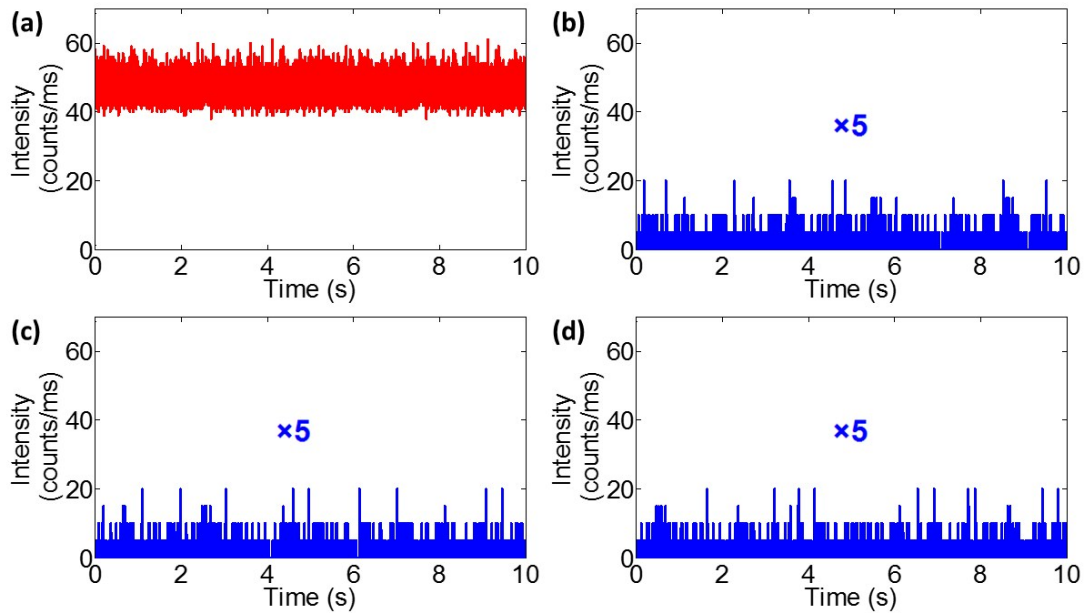 (a)
60
40
20
0
Intensity
(counts/ms)
0 2 4 6 8 10
Time (s)
(b)
60
40
20
0
Intensity
(counts/ms)
×5
0 2 4 6 8 10
Time (s)
(c)
60
40
20
0
Intensity
(counts/ms)
×5
0 2 4 6 8 10
Time (s)
(d)
60
40
20
0
Intensity
(counts/ms)
×5
0 2 4 6 8 10
Time (s)